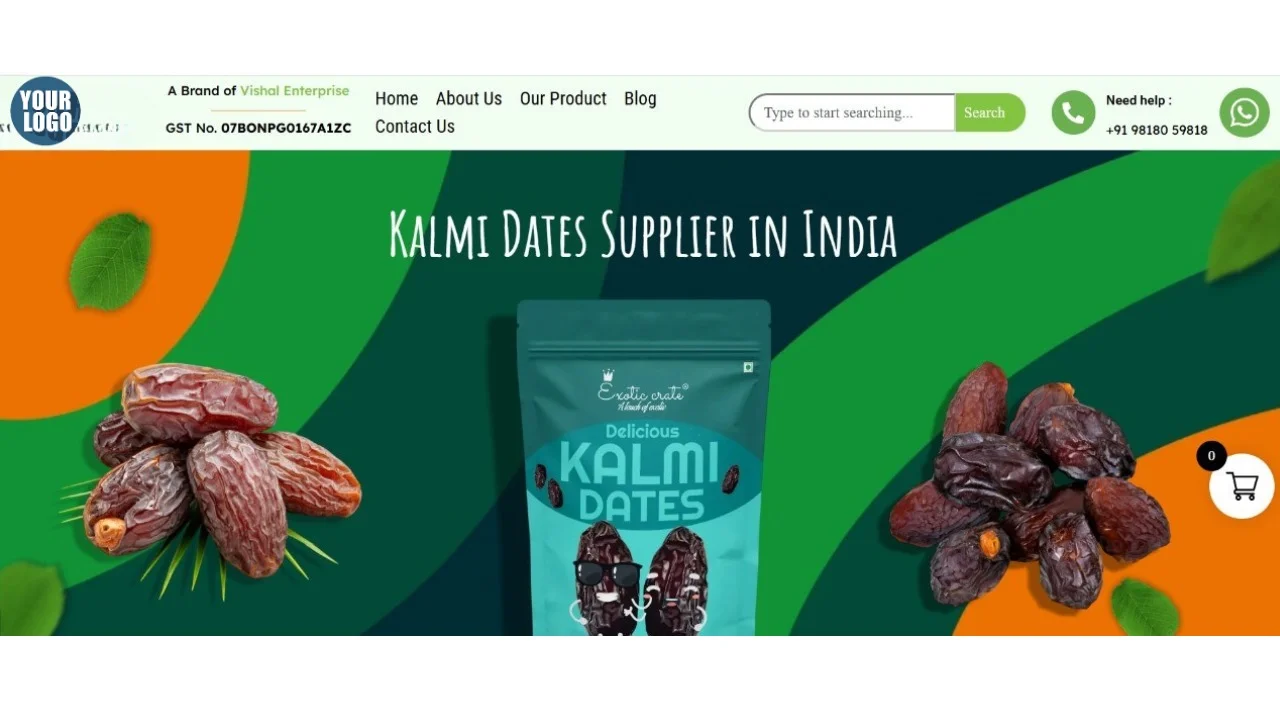 YOUR
LOGO
A Brand of Vishal Enterprise
GST No. 07BONPG0167A1ZC
Home About Us Our Product Blog
Contact Us
Type to start searching...
Search
Need help :
+91 98180 59818
Kalmi Dates Supplier in India
Exotic crate®
A touch of exotic
Delicious
KALMI
DATES
0